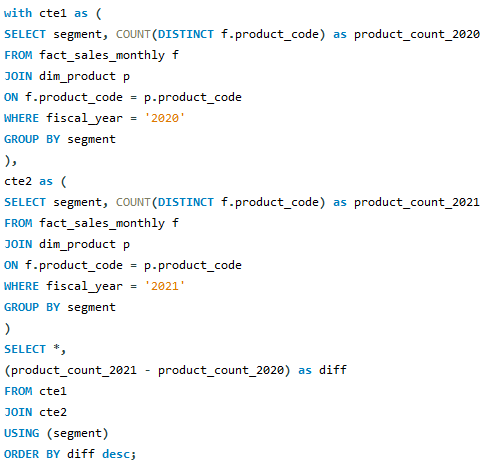 with cte1 as (
SELECT segment, COUNT(DISTINCT f.product_code) as product_count_2020
FROM fact_sales_monthly f
JOIN dim_product p
ON f.product_code = p.product_code
WHERE fiscal_year = '2020'
GROUP BY segment
),
cte2 as (
SELECT segment, COUNT(DISTINCT f.product_code) as product_count_2021
FROM fact_sales_monthly f
JOIN dim_product p
ON f.product_code = p.product_code
WHERE fiscal_year = '2021'
GROUP BY segment
)
SELECT *,
(product_count_2021 - product_count_2020) as diff
FROM cte1
JOIN cte2
USING (segment)
ORDER BY diff desc;